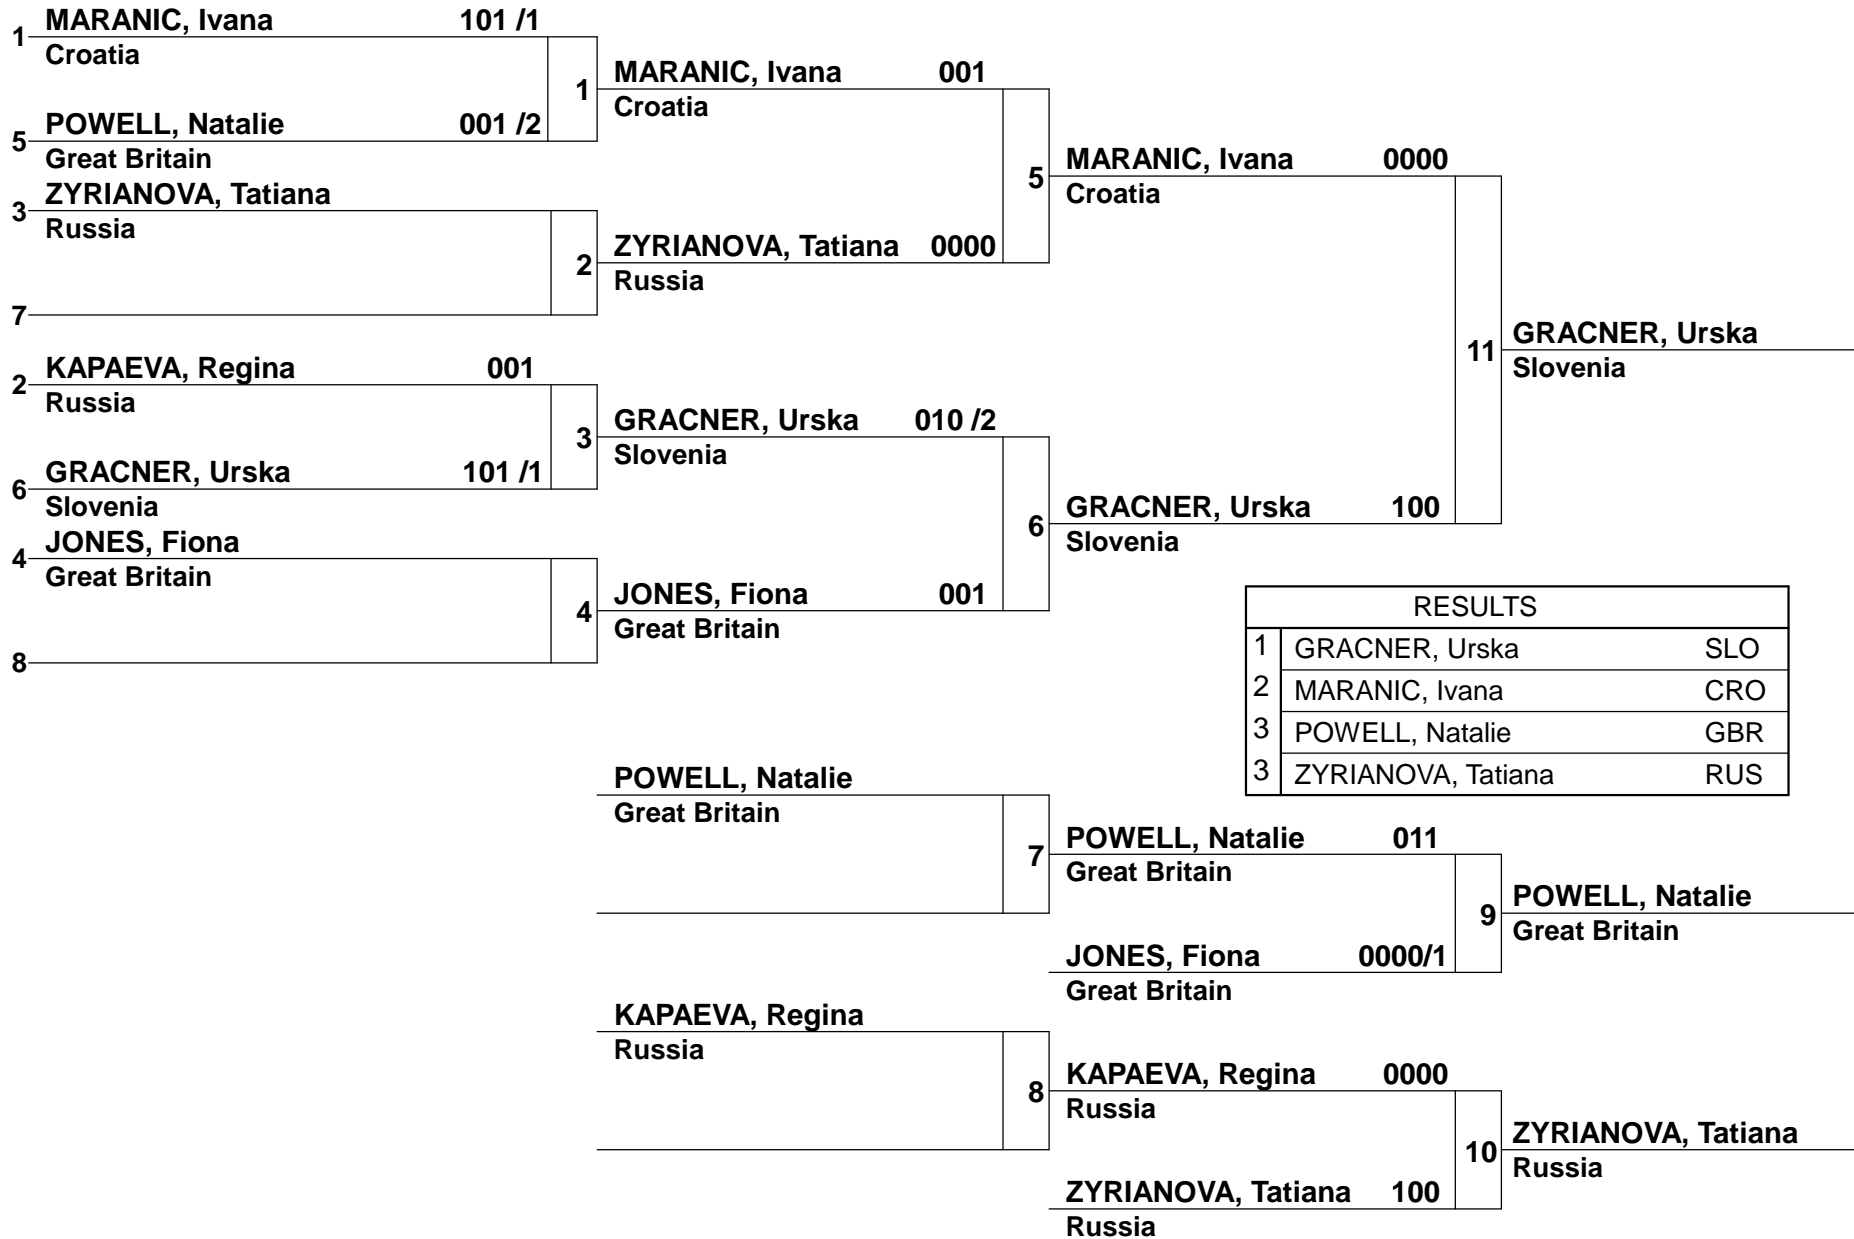 1 MARANIC, Ivana 101 /1
Croatia
5 POWELL, Natalie 001 /2
Great Britain
1
3 ZYRIANOVA, Tatiana
Russia
7
2
2 KAPAEVA, Regina 001
Russia
6 GRACNER, Urska 101 /1
Slovenia
3
4 JONES, Fiona
Great Britain
8
4
MARANIC, Ivana 001
Croatia
ZYRIANOVA, Tatiana 0000
Russia
5
GRACNER, Urska 010 /2
Slovenia
JONES, Fiona 001
Great Britain
6
MARANIC, Ivana 0000
Croatia
GRACNER, Urska 100
Slovenia
11
GRACNER, Urska
Slovenia
RESULTS
1 GRACNER, Urska SLO
2 MARANIC, Ivana CRO
3 POWELL, Natalie GBR
3 ZYRIANOVA, Tatiana RUS
POWELL, Natalie
Great Britain
7
POWELL, Natalie 011
Great Britain
JONES, Fiona 0000/1
Great Britain
9
POWELL, Natalie
Great Britain
KAPAEVA, Regina
Russia
8
KAPAEVA, Regina 0000
Russia
ZYRIANOVA, Tatiana 100
Russia
10
ZYRIANOVA, Tatiana
Russia